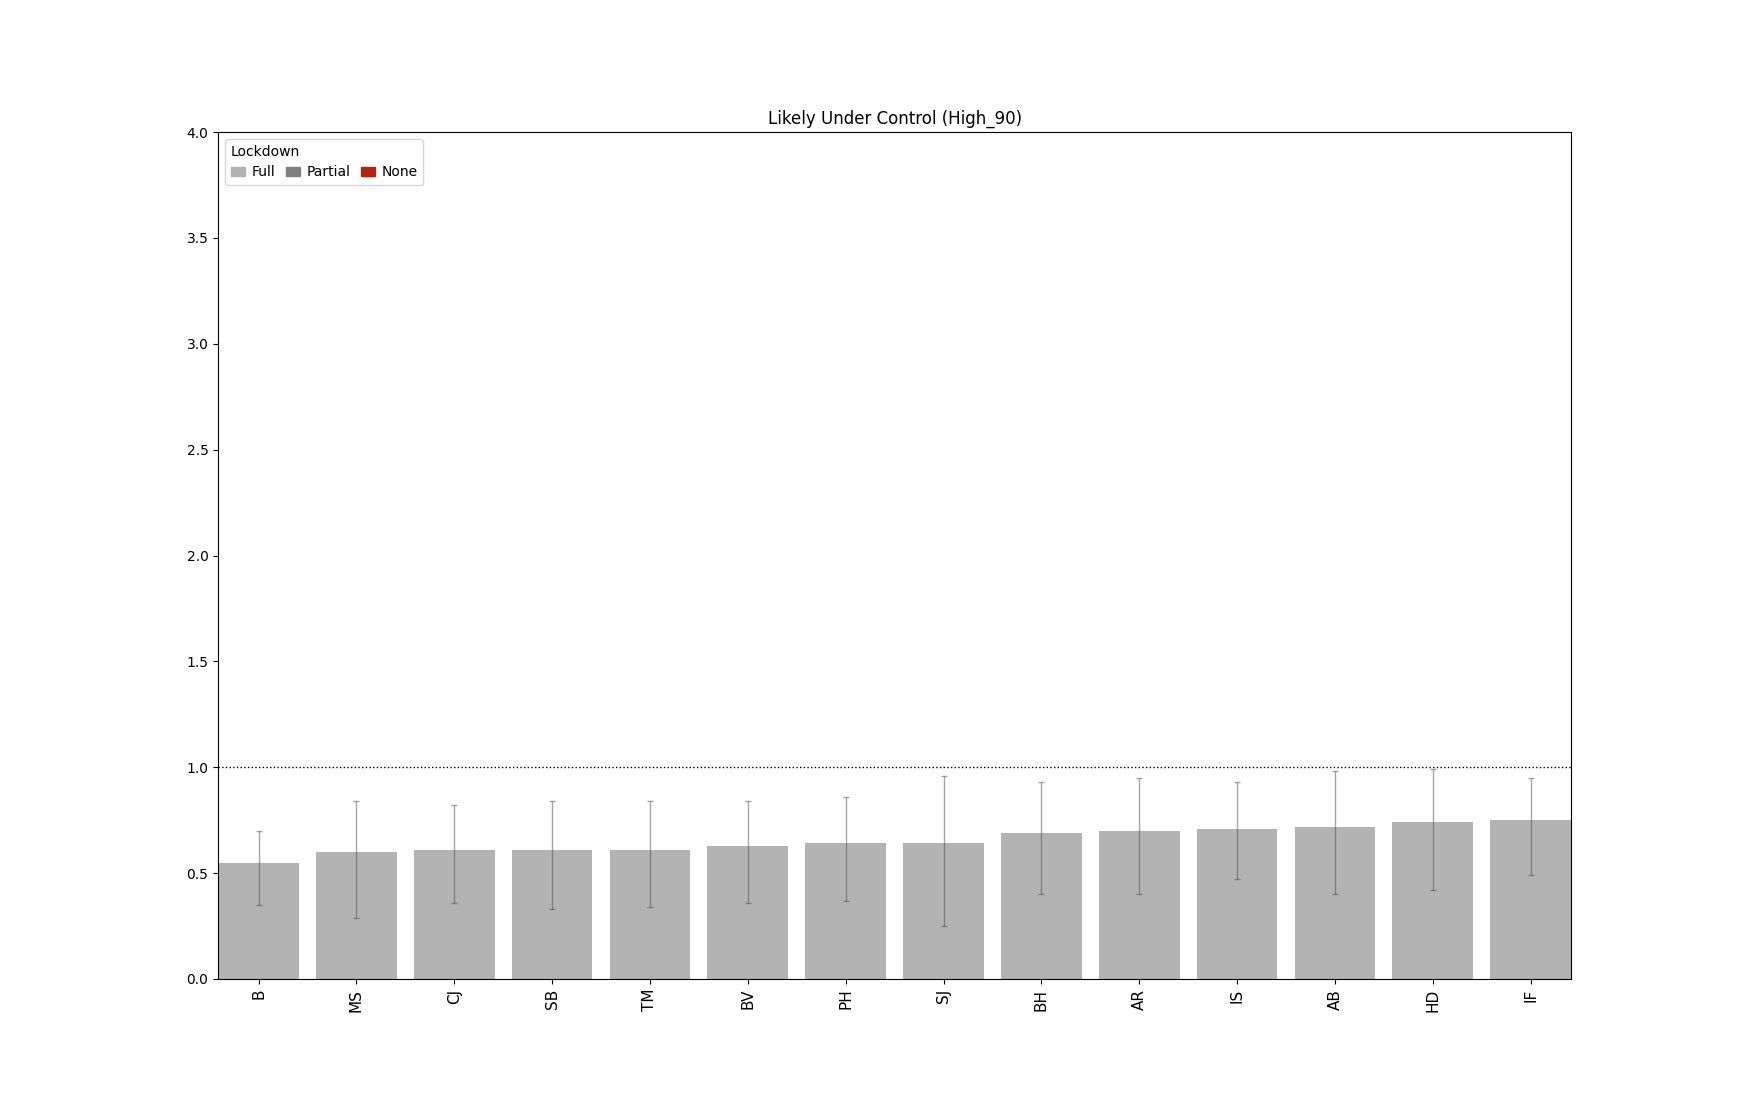 Likely Under Control (High_90)
4.0
Lockdown
Full Partial None
3.5
3.0
2.5
2.0
1.5
1.0
0.5
0.0
B MS CJ SB TM BV PH SJ BH AR IS AB HD IF